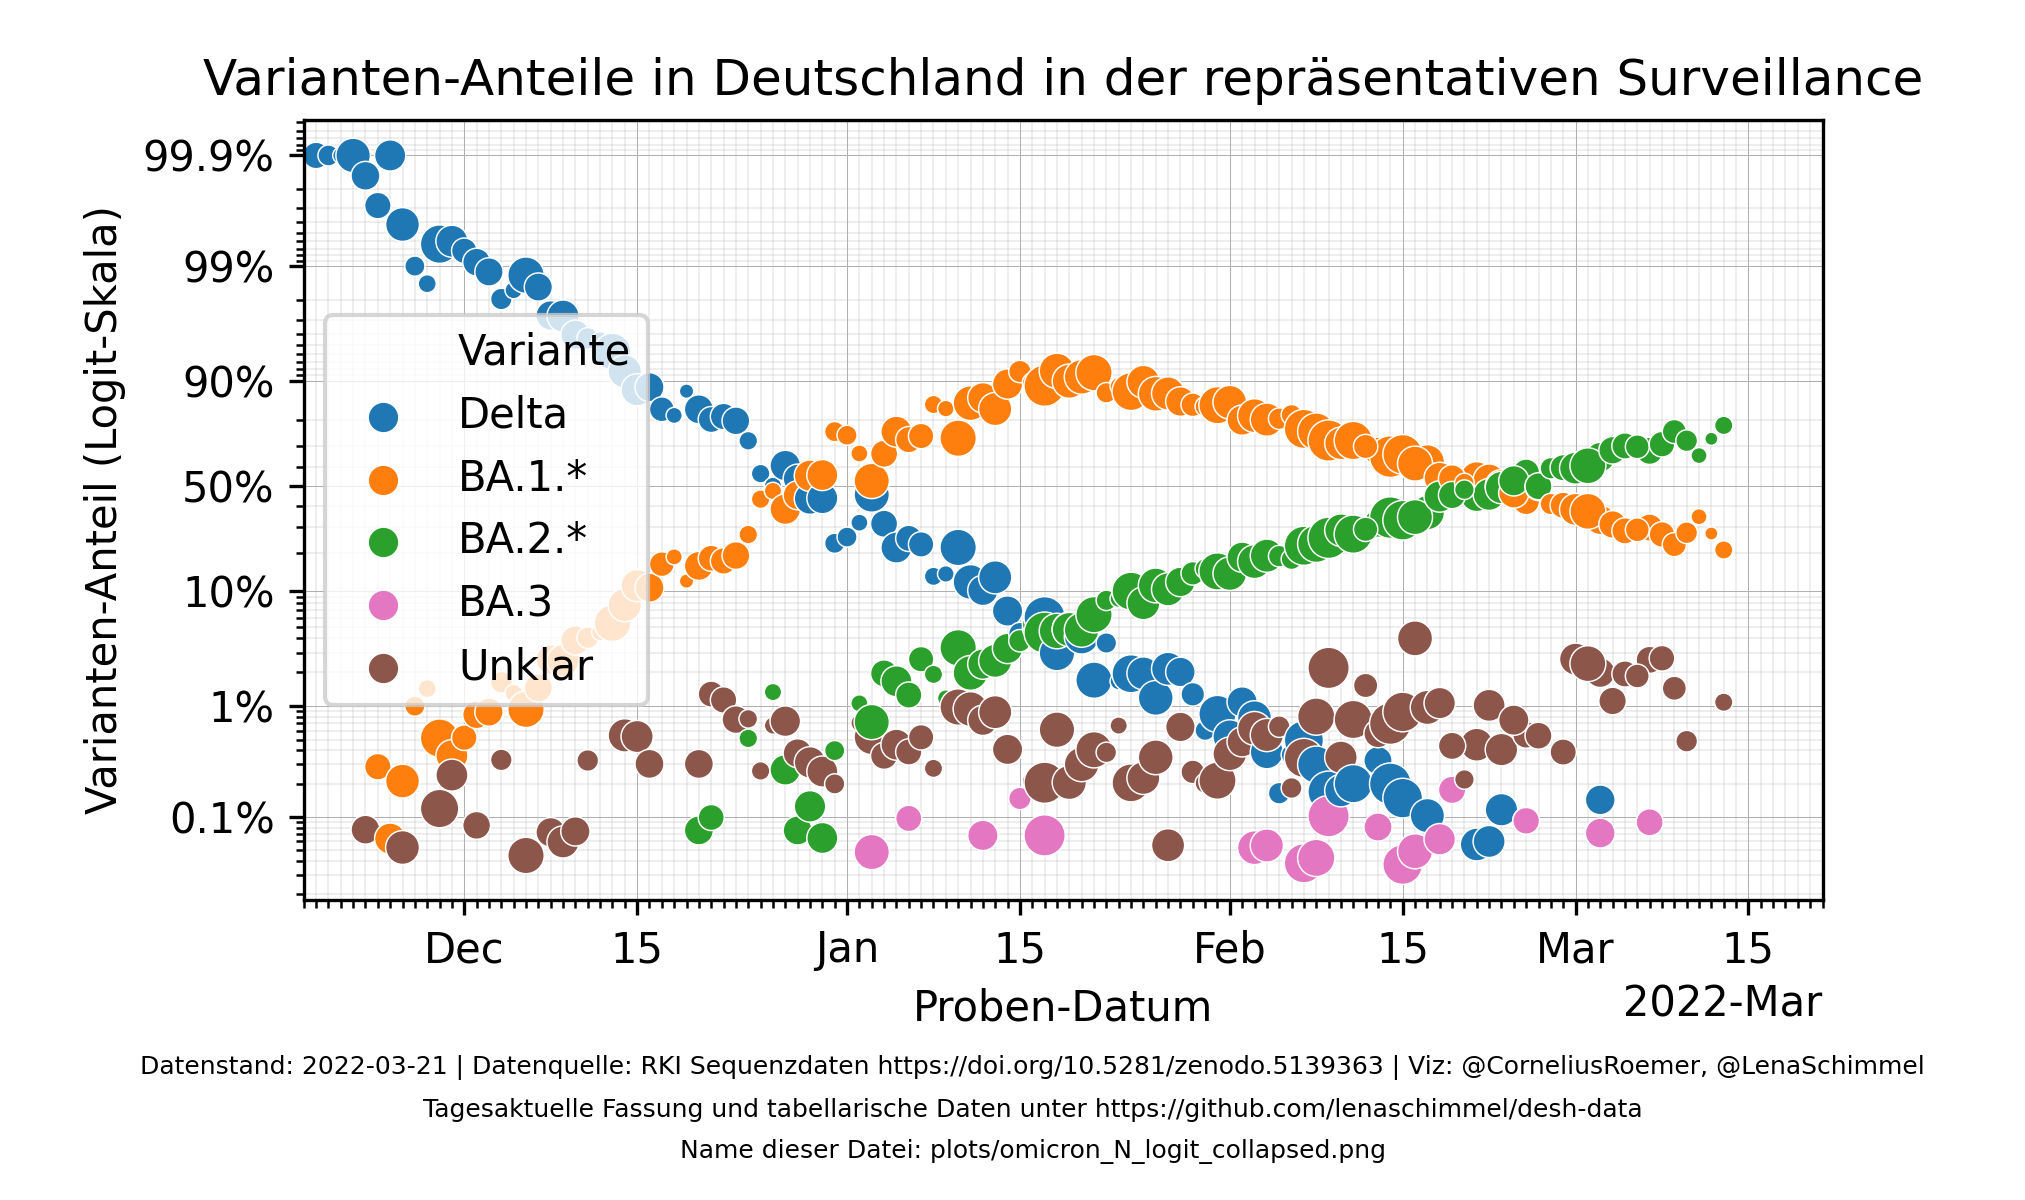 Varianten-Anteile in Deutschland in der repräsentativen Surveillance
Varianten-Anteil (Logit-Skala)
99.9%
99%
90%
50%
10%
1%
0.1%
Variante
Delta
BA.1.*
BA.2.*
BA.3
Unklar
Dec 15 Jan 15 Feb 15 Mar 15
Proben-Datum
2022-Mar
Datenstand: 2022-03-21 | Datenquelle: RKI Sequenzdaten https://doi.org/10.5281/zenodo.5139363 | Viz: @CorneliusRoemer, @LenaSchimmel
Tagesaktuelle Fassung und tabellarische Daten unter https://github.com/lenaschimmel/desh-data
Name dieser Datei: plots/omicron_N_logit_collapsed.png